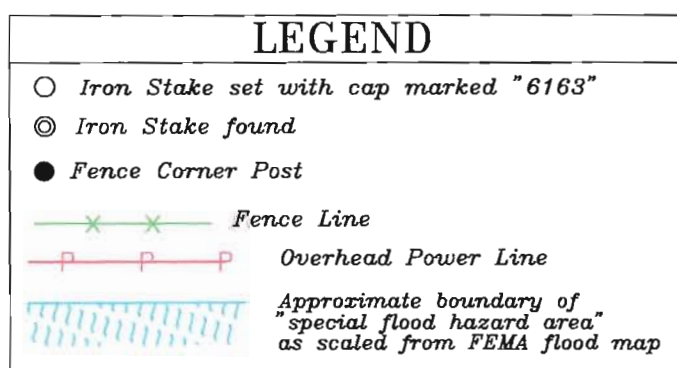 LEGEND
Iron Stake set with cap marked "6163"
Iron Stake found
Fence Corner Post
X X Fence Line
P P P Overhead Power Line
Approximate boundary of
"special flood hazard area"
as scaled from FEMA flood map